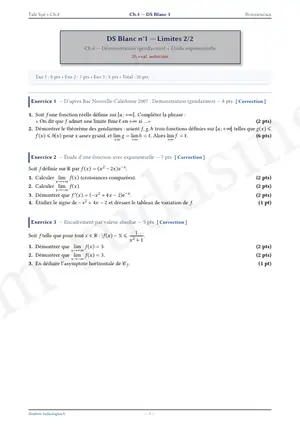 Tale Spé • Ch.4
Ch.4 — DS Blanc 1
DS Blanc n°1 — Limites 2/2
Ch.4 — Démonstration (gendarmes) • Étude exponentielle
Exercice 1 – D'après Bac Nouvelle-Calédonie 2007 : Démonstration (gendarmes) – 8 pts [ Correction ]
1. Soit f une fonction réelle définie sur [a ; +∞[. Compléter la phrase :
« On dit que f admet une limite finie ℓ en +∞ si ...» (2 pts)
2. Démontrer le théorème des gendarmes : soient f, g, h trois fonctions définies sur [a ; +∞[ telles que g(x) ≤
f(x) ≤ h(x) pour x assez grand, et lim g = lim h = ℓ. Alors lim f = ℓ. (6 pts)
Exercice 2 – Étude d'une fonction avec exponentielle – 7 pts [ Correction ]
Soit f définie sur R par f(x) = (x² − 2x)e⁻ˣ.
1. Calculer lim f(x) (croissances comparées). (2 pts)
2. Calculer lim f(x). (2 pts)
3. Démontrer que f′(x) = (−x² + 4x − 2)e⁻ˣ. (2 pts)
4. Étudier le signe de −x² + 4x − 2 et dresser le tableau de variation de f. (1 pt)
Exercice 3 – Encadrement par valeur absolue – 5 pts [ Correction ]
Soit f telle que pour tout x ∈ R : |f(x) − 3| ≤ 1/(x² + 1).
1. Démontrer que lim f(x) = 3. (2 pts)
2. Démontrer que lim f(x) = 3. (2 pts)
3. En déduire l'asymptote horizontale de 𝒞f. (1 pt)
— 1 —